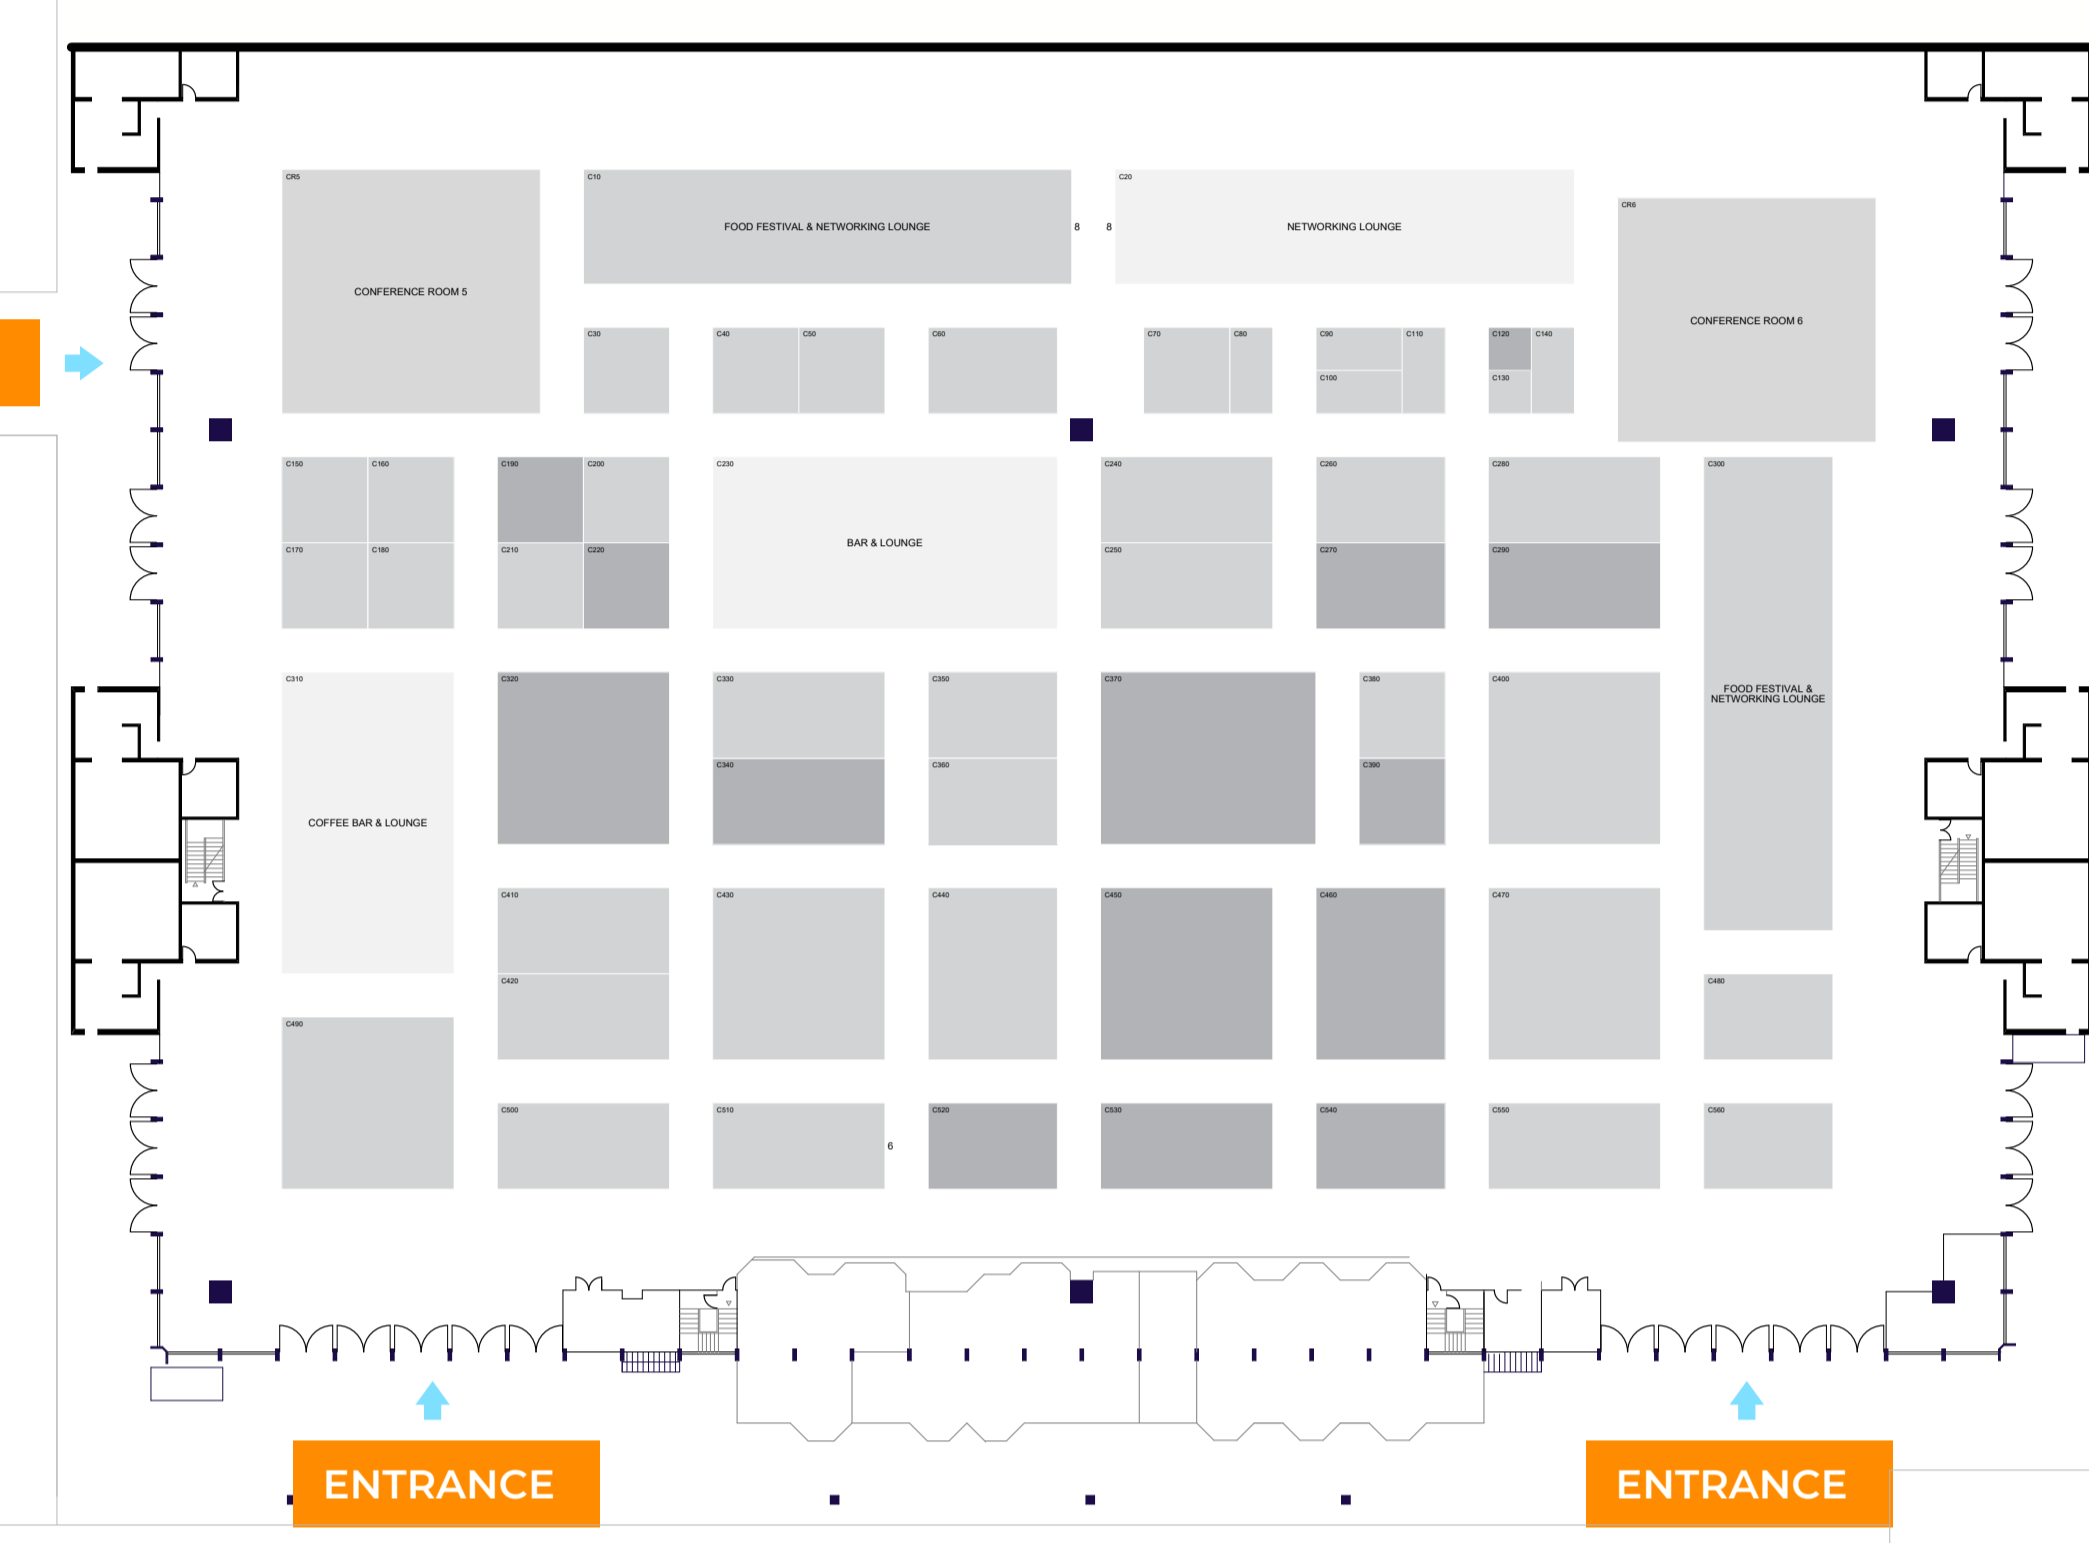 CR5
C10
C20
CR6
FOOD FESTIVAL & NETWORKING LOUNGE
8
8
NETWORKING LOUNGE
CONFERENCE ROOM 5
CONFERENCE ROOM 6
C30
C40
C50
C60
C70
C80
C90
C110
C120
C140
C100
C130
C150
C160
C190
C200
C230
C240
C260
C280
C300
BAR & LOUNGE
C170
C180
C210
C220
C250
C270
C290
C310
C320
C330
C350
C370
C380
C400
FOOD FESTIVAL &
NETWORKING LOUNGE
C340
C360
C390
COFFEE BAR & LOUNGE
C410
C430
C440
C450
C460
C470
C420
C480
C490
C500
C510
C520
C530
C540
C550
C560
6
ENTRANCE
ENTRANCE